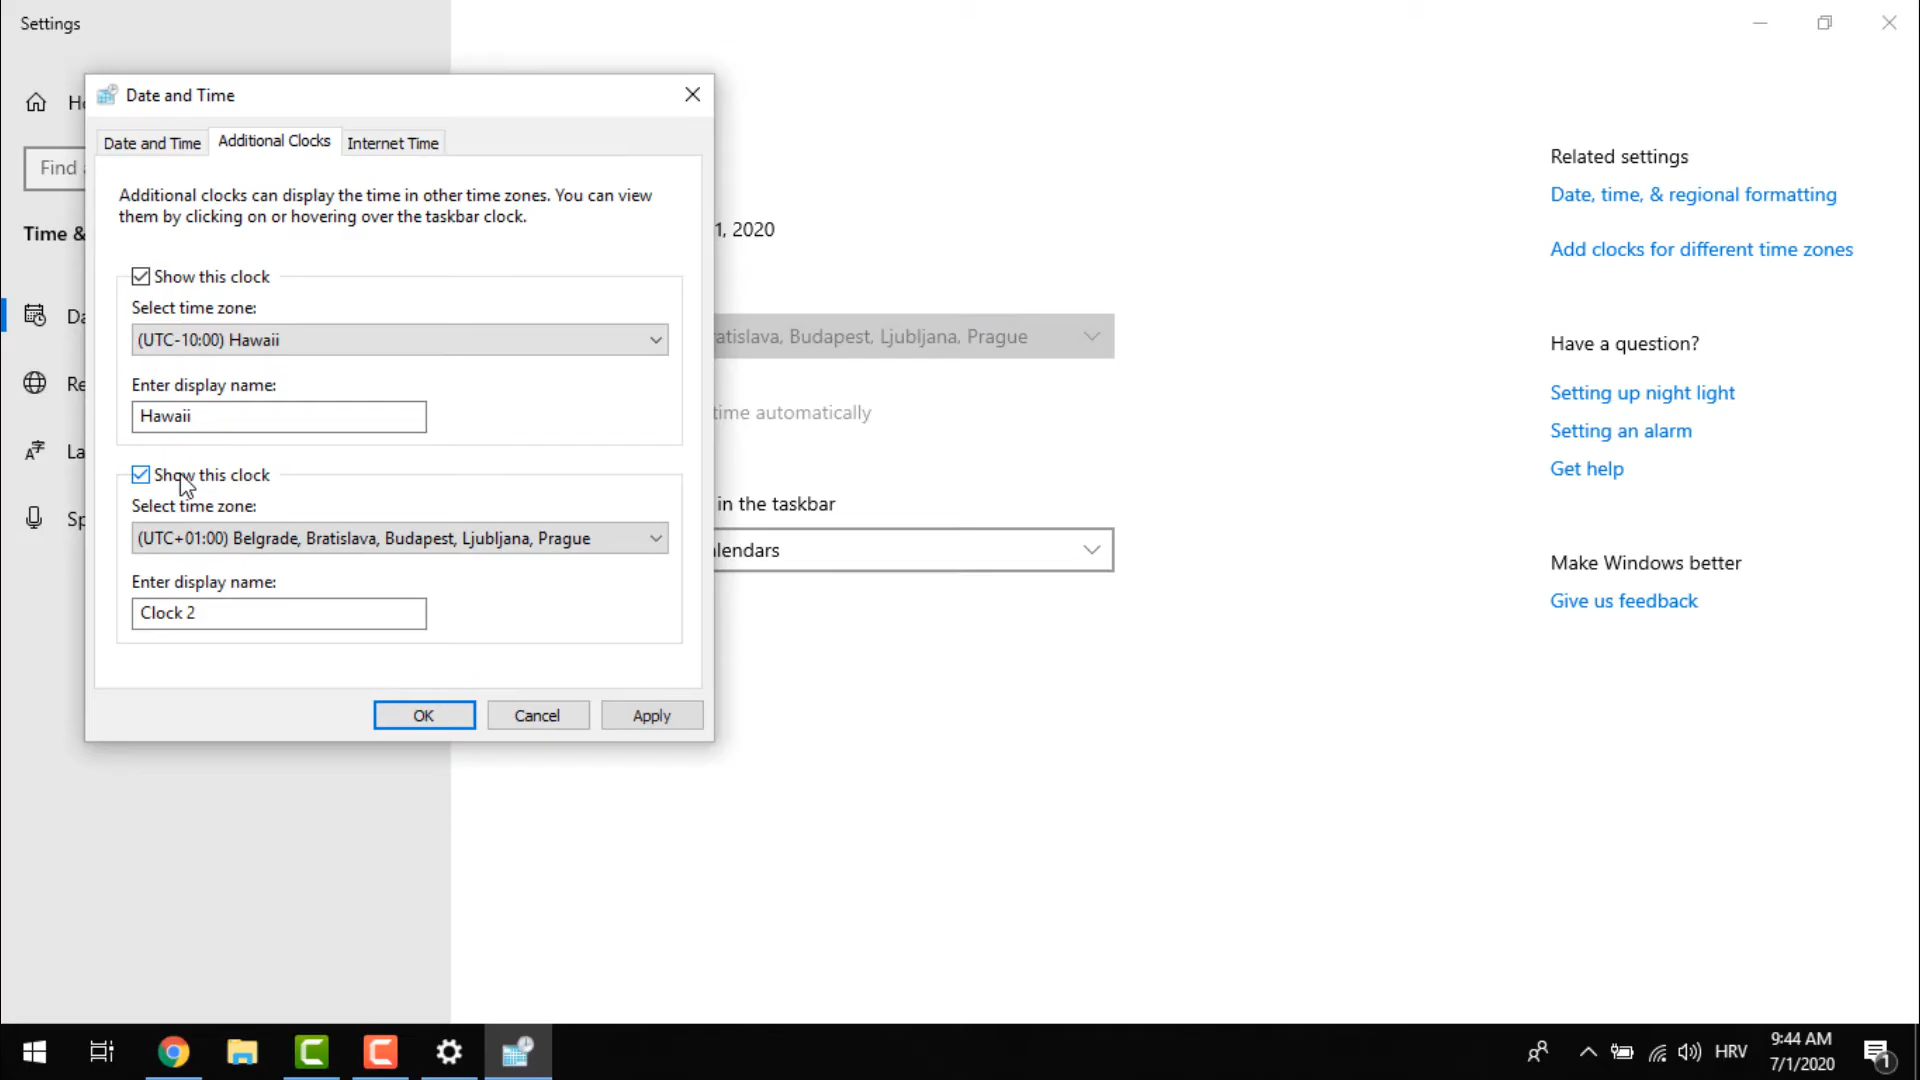 Settings
Date and Time
Date and Time
Additional Clocks
Internet Time
Additional clocks can display the time in other time zones. You can view
them by clicking on or hovering over the taskbar clock.
Show this clock
Select time zone:
(UTC-10:00) Hawaii
Enter display name:
Hawaii
Show this clock
Select time zone:
(UTC+01:00) Belgrade, Bratislava, Budapest, Ljubljana, Prague
Enter display name:
Clock 2
OK
Cancel
Apply
Find
Time &
1, 2020
atislava, Budapest, Ljubljana, Prague
time automatically
in the taskbar
lendars
Related settings
Date, time, & regional formatting
Add clocks for different time zones
Have a question?
Setting up night light
Setting an alarm
Get help
Make Windows better
Give us feedback
HRV
9:44 AM
7/1/2020
1